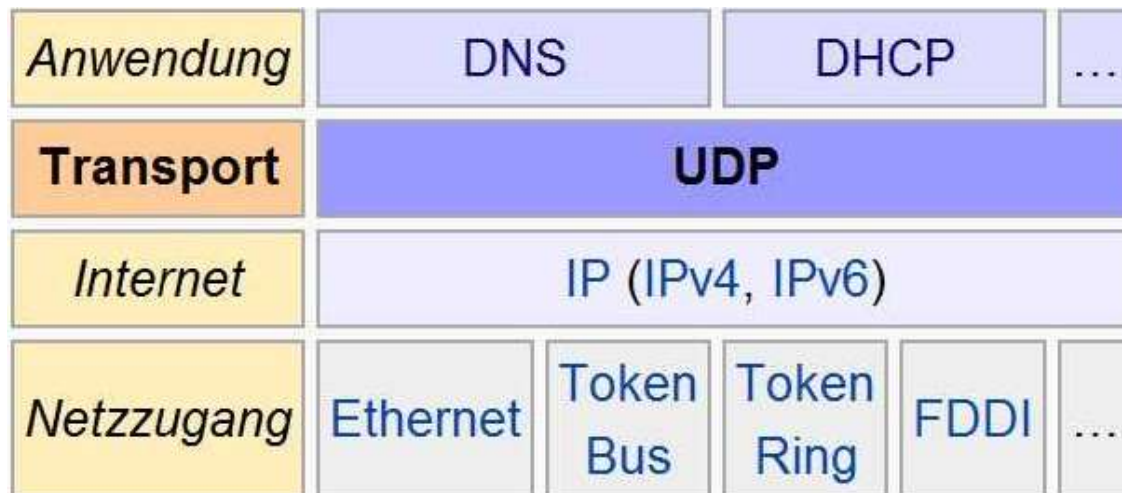 Anwendung DNS DHCP ...
Transport UDP
Internet IP (IPv4, IPv6)
Netzzugang Ethernet Token Bus Token Ring FDDI ...